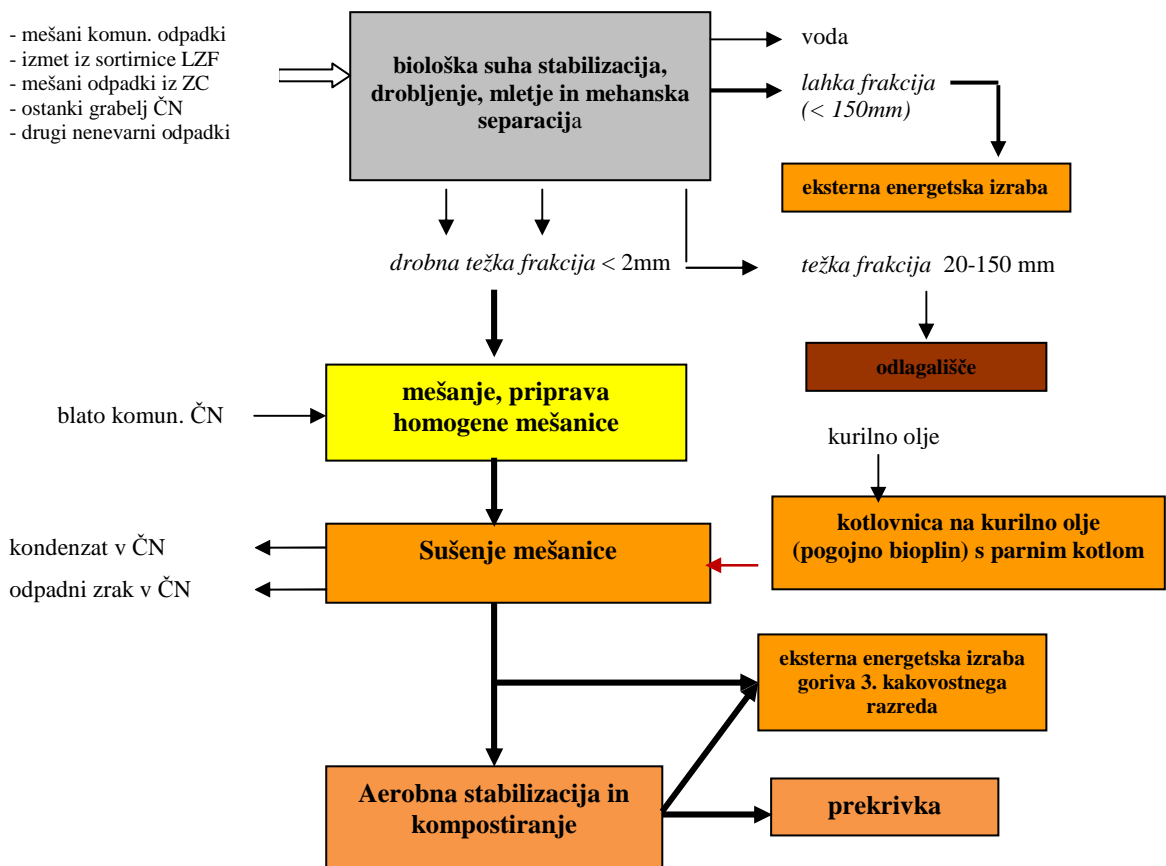 - mešani komun. odpadki
- izmet iz sortirnice LZF
- mešani odpadki iz ZC
- ostanki grabelj ČN
- drugi nenevarni odpadki
biološka suha stabilizacija,
drobljenje, mletje in mehanska
separacija
voda
lahka frakcija
(< 150mm)
eksterna energetska izraba
drobna težka frakcija < 2mm
težka frakcija 20-150 mm
odlagališče
blato komun. ČN
mešanje, priprava
homogene mešanice
kurilno olje
kotlovnica na kurilno olje
(pogojno bioplin) s parnim kotlom
kondenzat v ČN
odpadni zrak v ČN
Sušenje mešanice
eksterna energetska izraba
goriva 3. kakovostnega
razreda
Aerobna stabilizacija in
kompostiranje
prekrivka